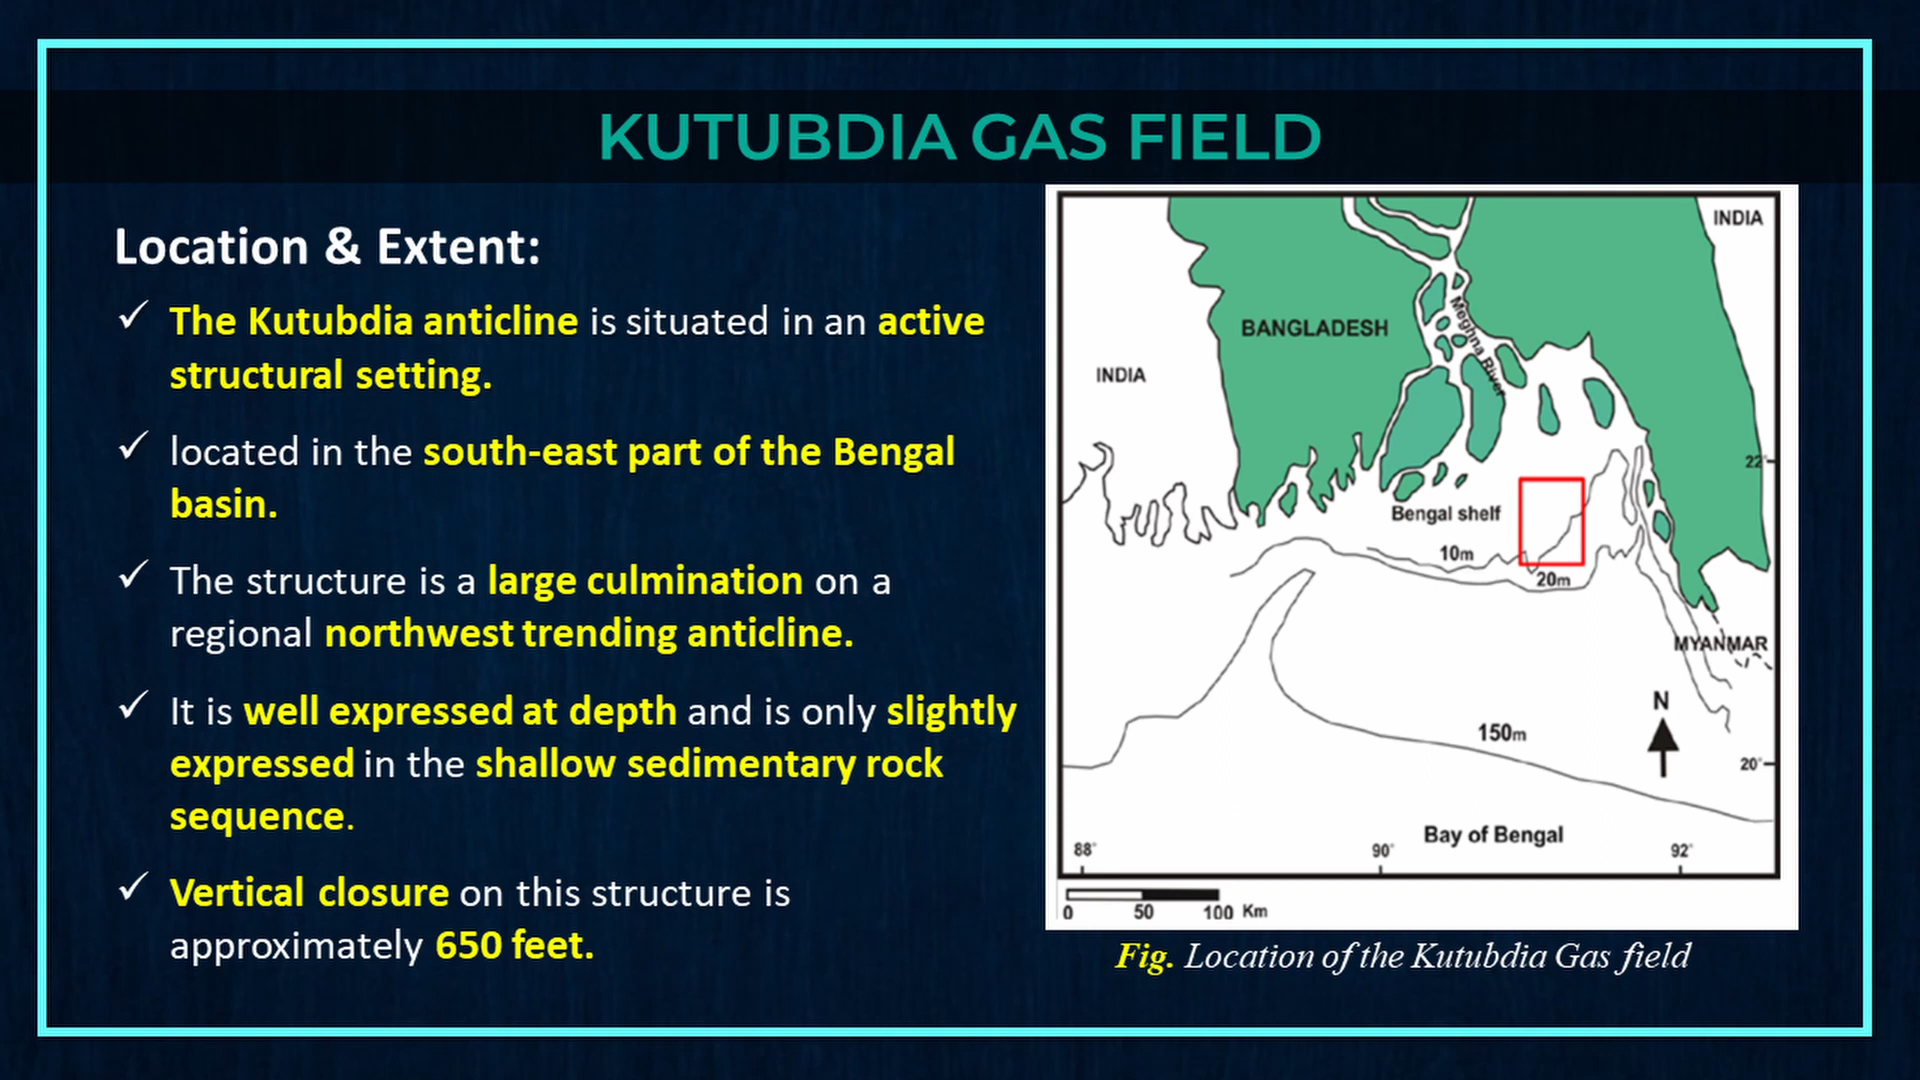 KUTUBDIA GAS FIELD
Location & Extent:
✓ The Kutubdia anticline is situated in an active
structural setting.
✓ located in the south-east part of the Bengal
basin.
✓ The structure is a large culmination on a
regional northwest trending anticline.
✓ It is well expressed at depth and is only slightly
expressed in the shallow sedimentary rock
sequence.
✓ Vertical closure on this structure is
approximately 650 feet.
INDIA
BANGLADESH
Meghna River
INDIA
22°
Bengal shelf
10m
20m
MYANMAR
N
150m
20°
Bay of Bengal
88° 90° 92°
0 50 100 Km
Fig. Location of the Kutubdia Gas field